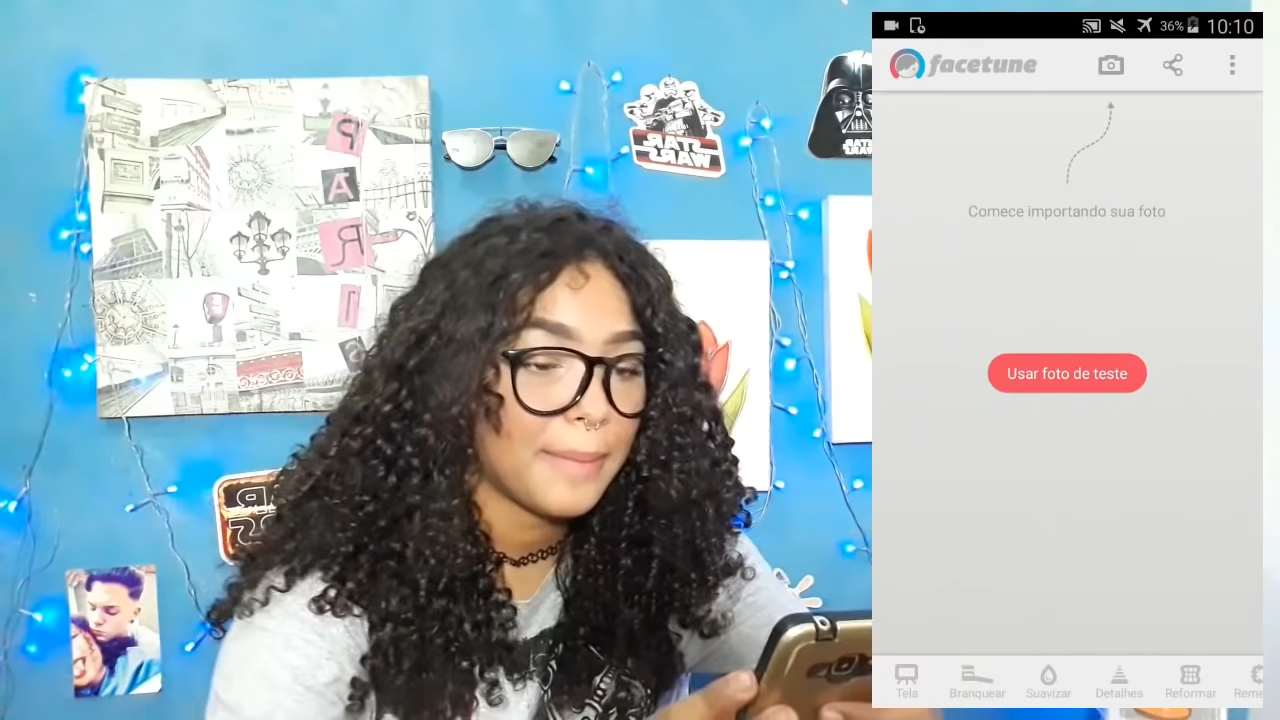 36% 10:10
facetune
Comece importando sua foto
Usar foto de teste
Tela Branquear Suavizar Detalhes Reformar Reme
P
A
R
I
S
STAR
WARS